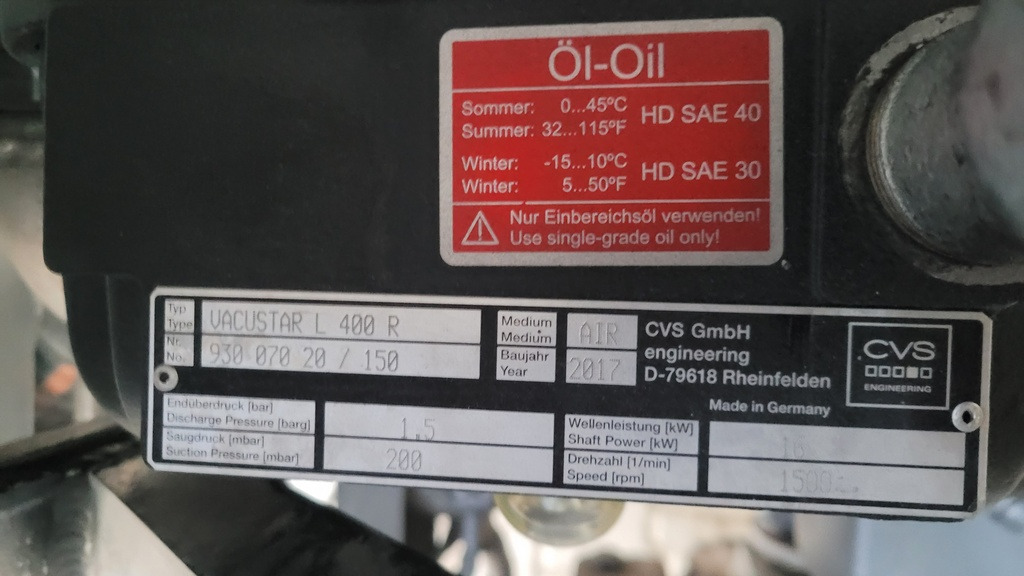 Öl-Oil
Sommer: 0...45°C
Summer: 32...115°F
HD SAE 40
Winter: -15...10°C
Winter: 5...50°F
HD SAE 30
Nur Einbereichsöl verwenden!
Use single-grade oil only!
Typ
Type
VACUSTAR L 400 R
Nr.
No.
930 070 20 / 150
Medium
Medium
AIR
Baujahr
Year
2017
CVS GmbH
engineering
D-79618 Rheinfelden
Made in Germany
CVS
ENGINEERING
Endüberdruck [bar]
Discharge Pressure [barg]
1.5
Saugdruck [mbar]
Suction Pressure [mbar]
200
Wellenleistung [kW]
Shaft Power [kW]
Drehzahl [1/min]
Speed [rpm]